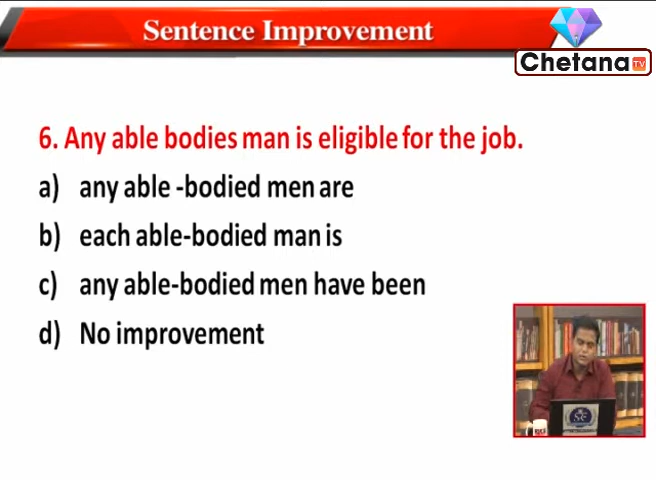 Sentence Improvement
Chetana TV
6. Any able bodies man is eligible for the job.
a) any able -bodied men are
b) each able-bodied man is
c) any able-bodied men have been
d) No improvement